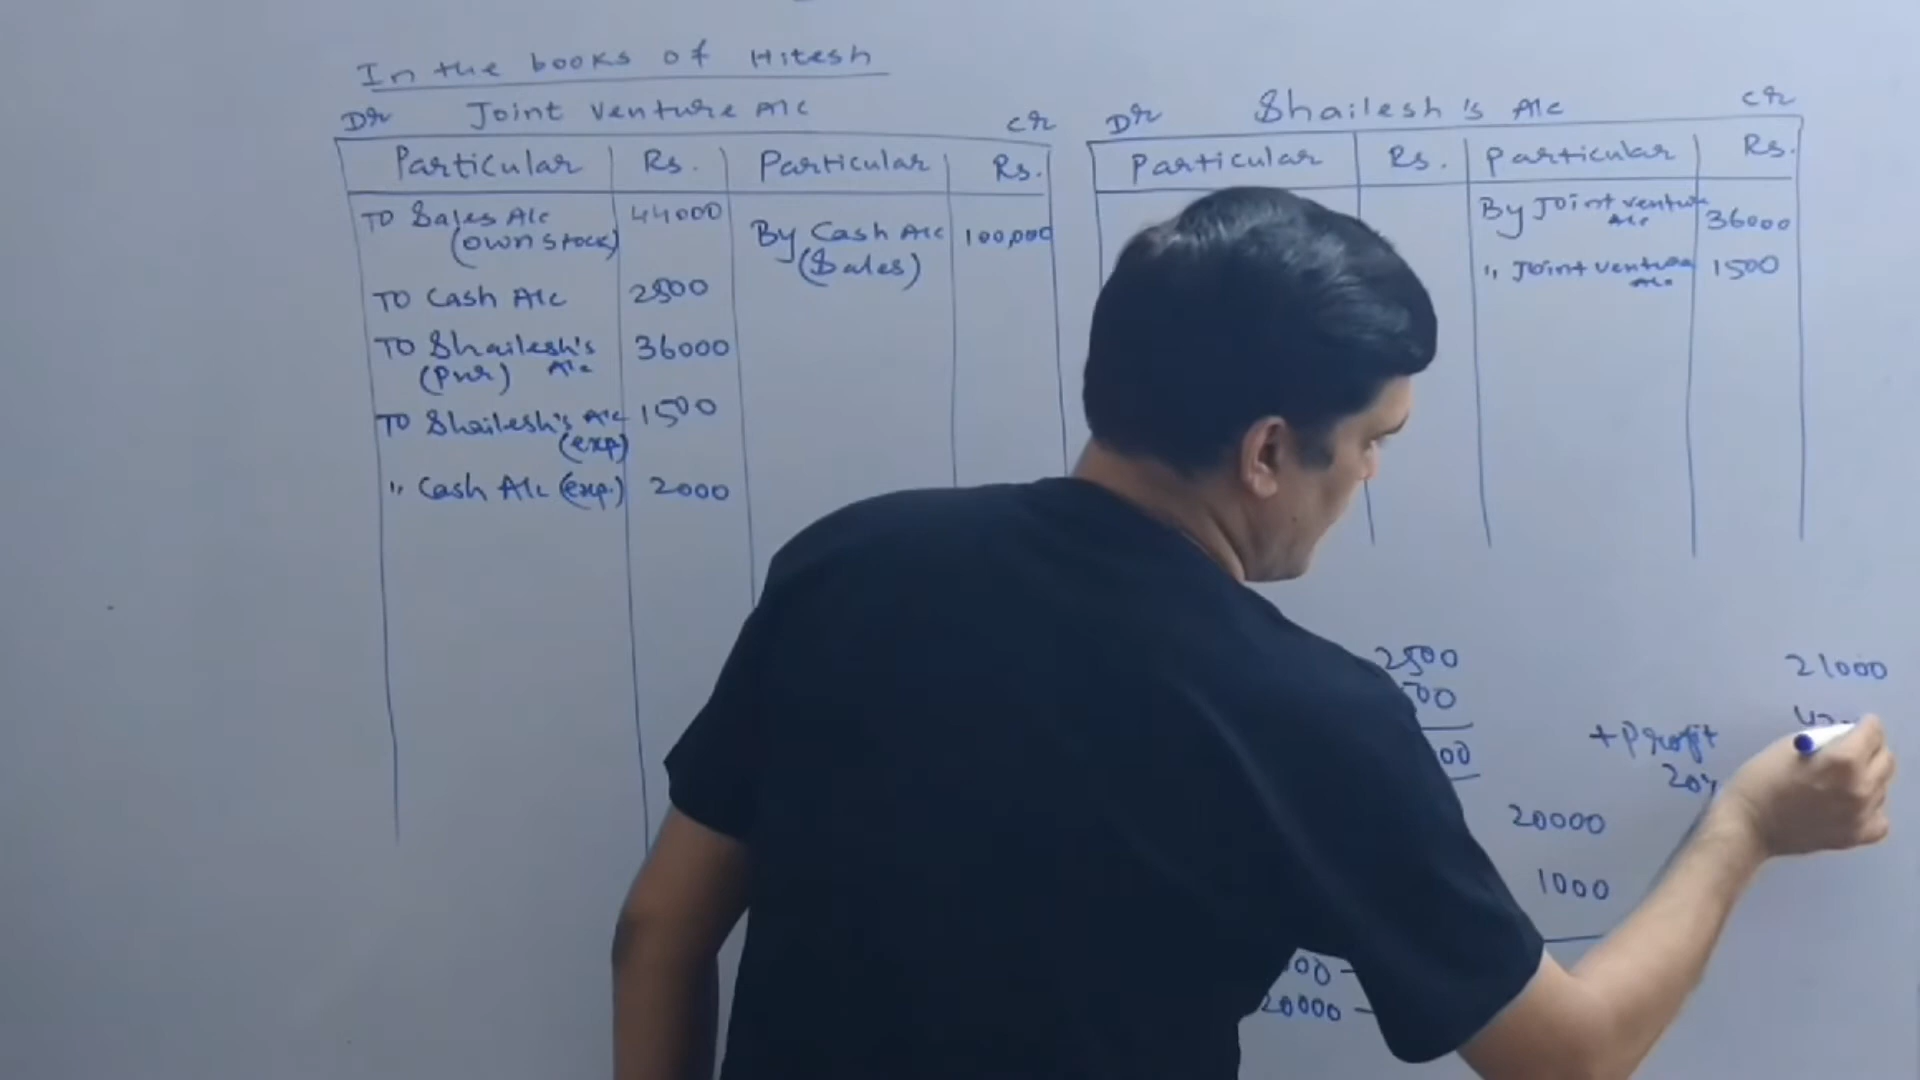 In the books of Hitesh
Dr Joint Venture A/c Cr
Particular Rs. Particular Rs.
To Sales A/c 44000
(own stock)
By Cash A/c 100,000
(Sales)
To Cash A/c 2500
To Shailesh's 36000
(Pur) A/c
To Shailesh's A/c 1500
(exp)
" Cash A/c (exp.) 2000
Dr Shailesh's A/c Cr
Particular Rs. Particular Rs.
By Joint Venture 36000
A/c
" Joint Venture 1500
A/c
2500
00
00
21000
+ Profit
20%
20000
1000
00 -
20000 -